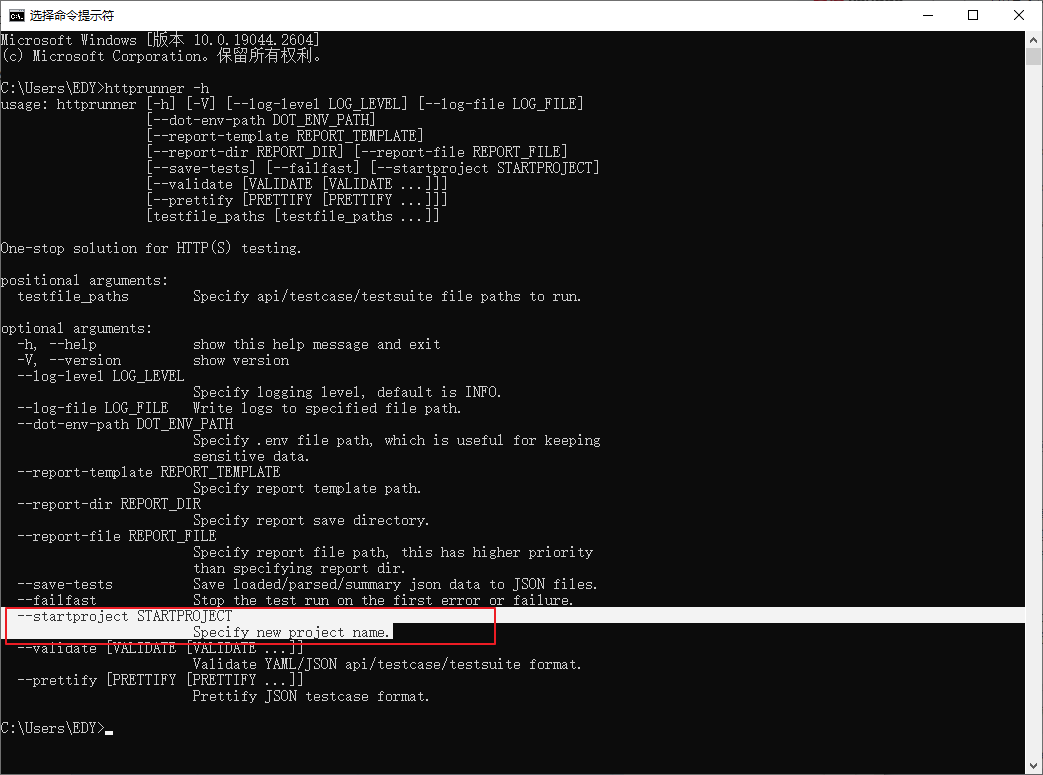 选择命令提示符
Microsoft Windows [版本 10.0.19044.2604]
(c) Microsoft Corporation。保留所有权利。
C:\Users\EDY>httprunner -h
usage: httprunner [-h] [-V] [--log-level LOG_LEVEL] [--log-file LOG_FILE]
[--dot-env-path DOT_ENV_PATH]
[--report-template REPORT_TEMPLATE]
[--report-dir REPORT_DIR] [--report-file REPORT_FILE]
[--save-tests] [--failfast] [--startproject STARTPROJECT]
[--validate [VALIDATE [VALIDATE ...]]]
[--prettify [PRETTIFY [PRETTIFY ...]]]
[testfile_paths [testfile_paths ...]]
One-stop solution for HTTP(S) testing.
positional arguments:
testfile_paths Specify api/testcase/testsuite file paths to run.
optional arguments:
-h, --help show this help message and exit
-V, --version show version
--log-level LOG_LEVEL
Specify logging level, default is INFO.
--log-file LOG_FILE Write logs to specified file path.
--dot-env-path DOT_ENV_PATH
Specify .env file path, which is useful for keeping
sensitive data.
--report-template REPORT_TEMPLATE
Specify report template path.
--report-dir REPORT_DIR
Specify report save directory.
--report-file REPORT_FILE
Specify report file path, this has higher priority
than specifying report dir.
--save-tests Save loaded/parsed/summary json data to JSON files.
--failfast Stop the test run on the first error or failure.
--startproject STARTPROJECT
Specify new project name.
--validate [VALIDATE [VALIDATE ...]]
Validate YAML/JSON api/testcase/testsuite format.
--prettify [PRETTIFY [PRETTIFY ...]]
Prettify JSON testcase format.
C:\Users\EDY>